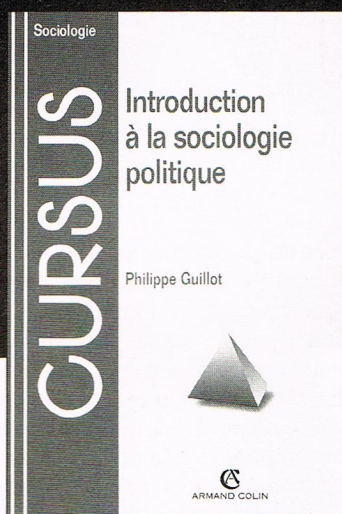 Sociologie
CURSUS
Introduction
à la sociologie
politique
Philippe Guillot
ARMAND COLIN